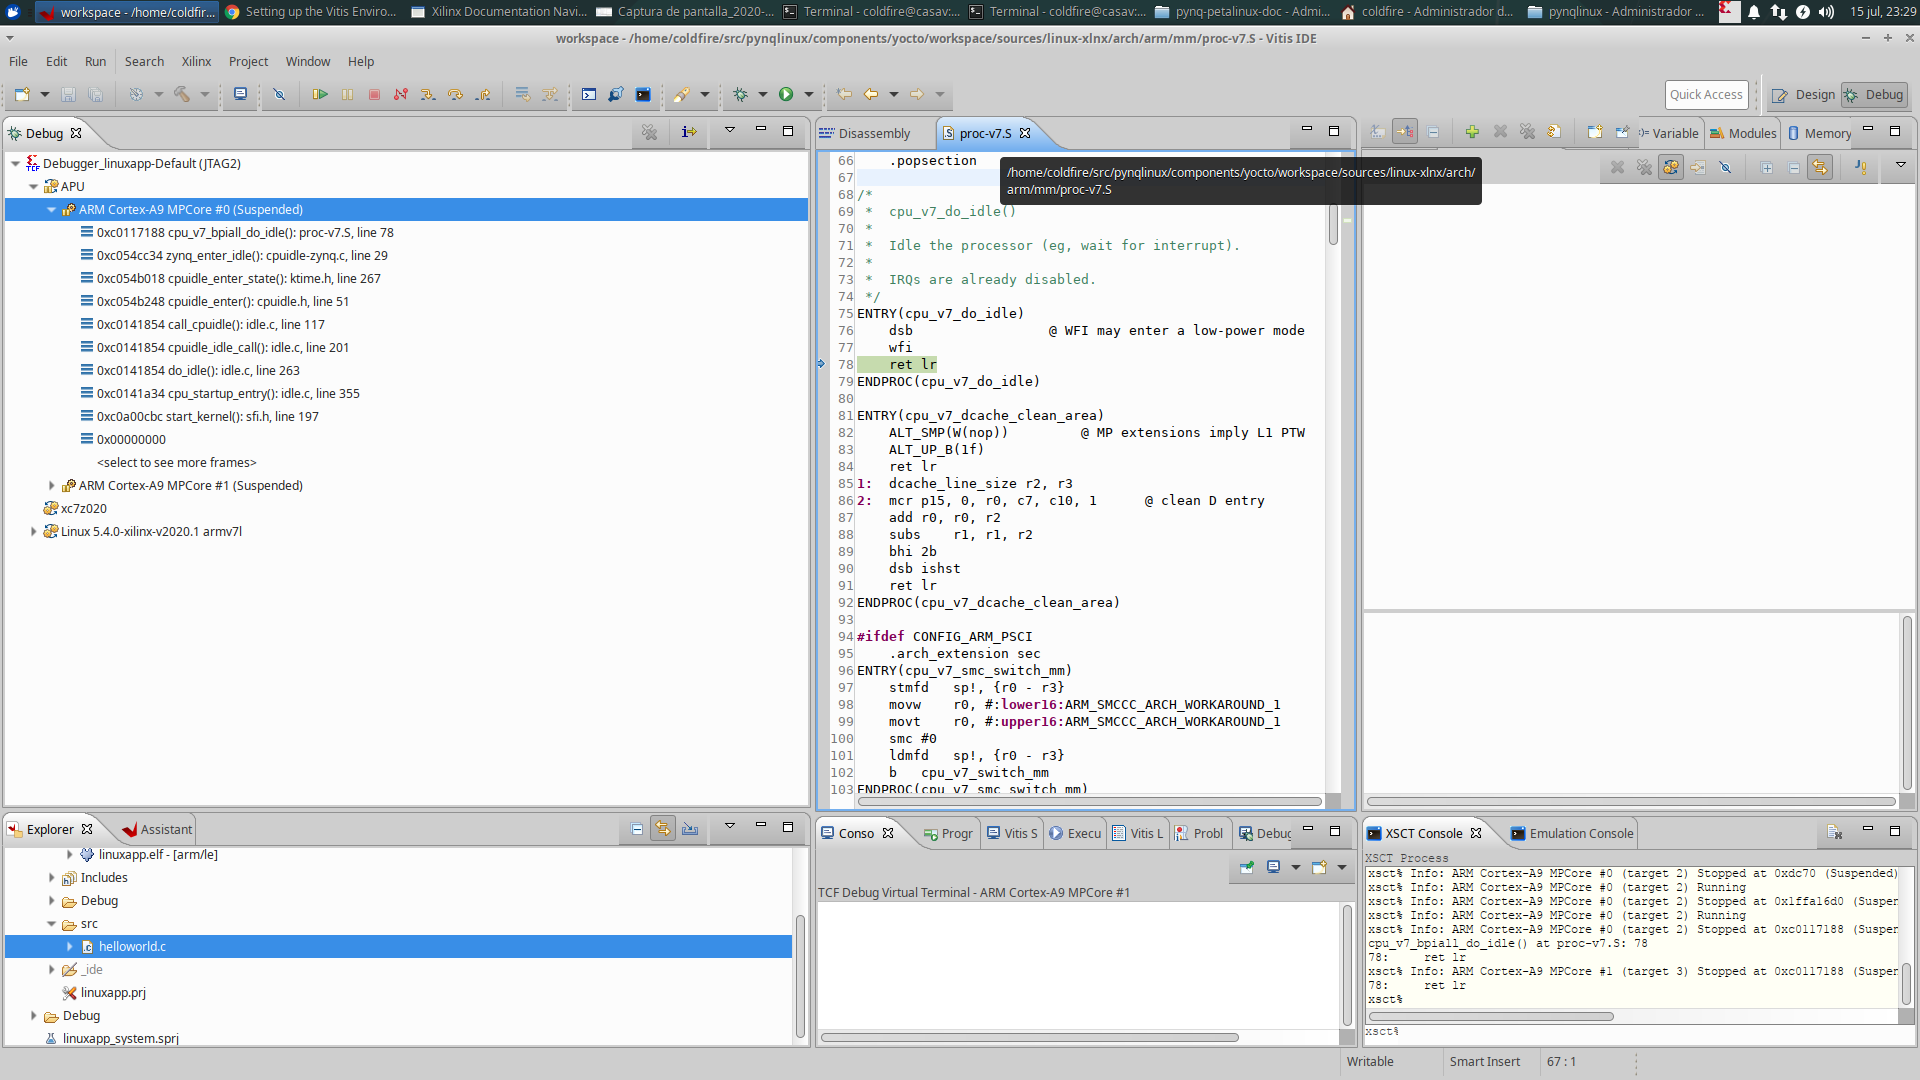 workspace - /home/coldfir...
Setting up the Vitis Enviro...
Xilinx Documentation Navi...
Captura de pantalla_2020-...
Terminal - coldfire@casav:...
Terminal - coldfire@casav:...
pynq-petalinux-doc - Admi...
coldfire - Administrador d...
pynqlinux - Administrador ...
15 jul, 23:29
workspace - /home/coldfire/src/pynqlinux/components/yocto/workspace/sources/linux-xlnx/arch/arm/mm/proc-v7.S - Vitis IDE
File Edit Run Search Xilinx Project Window Help
Quick Access
Design
Debug
Debug
Debugger_linuxapp-Default (JTAG2)
APU
ARM Cortex-A9 MPCore #0 (Suspended)
0xc0117188 cpu_v7_bpiall_do_idle(): proc-v7.S, line 78
0xc054cc34 zynq_enter_idle(): cpuidle-zynq.c, line 29
0xc054b018 cpuidle_enter_state(): ktime.h, line 267
0xc054b248 cpuidle_enter(): cpuidle.h, line 51
0xc0141854 call_cpuidle(): idle.c, line 117
0xc0141854 cpuidle_idle_call(): idle.c, line 201
0xc0141854 do_idle(): idle.c, line 263
0xc0141a34 cpu_startup_entry(): idle.c, line 355
0xc0a00cbc start_kernel(): sfi.h, line 197
0x00000000
<select to see more frames>
ARM Cortex-A9 MPCore #1 (Suspended)
xc7z020
Linux 5.4.0-xilinx-v2020.1 armv7l
Disassembly
proc-v7.S
/home/coldfire/src/pynqlinux/components/yocto/workspace/sources/linux-xlnx/arch/
arm/mm/proc-v7.S
66     .popsection
67
68 /*
69  *  cpu_v7_do_idle()
70  *
71  *  Idle the processor (eg, wait for interrupt).
72  *
73  *  IRQs are already disabled.
74  */
75 ENTRY(cpu_v7_do_idle)
76     dsb                 @ WFI may enter a low-power mode
77     wfi
78     ret lr
79 ENDPROC(cpu_v7_do_idle)
80
81 ENTRY(cpu_v7_dcache_clean_area)
82     ALT_SMP(W(nop))         @ MP extensions imply L1 PTW
83     ALT_UP_B(1f)
84     ret lr
85 1:  dcache_line_size r2, r3
86 2:  mcr p15, 0, r0, c7, c10, 1      @ clean D entry
87     add r0, r0, r2
88     subs    r1, r1, r2
89     bhi 2b
90     dsb ishst
91     ret lr
92 ENDPROC(cpu_v7_dcache_clean_area)
93
94 #ifdef CONFIG_ARM_PSCI
95     .arch_extension sec
96 ENTRY(cpu_v7_smc_switch_mm)
97     stmfd   sp!, {r0 - r3}
98     movw    r0, #:lower16:ARM_SMCCC_ARCH_WORKAROUND_1
99     movt    r0, #:upper16:ARM_SMCCC_ARCH_WORKAROUND_1
100     smc #0
101     ldmfd   sp!, {r0 - r3}
102     b   cpu_v7_switch_mm
103 ENDPROC(cpu_v7_smc_switch_mm)
Variable
Modules
Memory
Explorer
Assistant
linuxapp.elf - [arm/le]
Includes
Debug
src
helloworld.c
_ide
linuxapp.prj
Debug
linuxapp_system.sprj
Conso
Progr
Vitis S
Execu
Vitis L
Probl
Debug
TCF Debug Virtual Terminal - ARM Cortex-A9 MPCore #1
XSCT Console
Emulation Console
XSCT Process
xsct% Info: ARM Cortex-A9 MPCore #0 (target 2) Stopped at 0xdc70 (Suspended)
xsct% Info: ARM Cortex-A9 MPCore #0 (target 2) Running
xsct% Info: ARM Cortex-A9 MPCore #0 (target 2) Stopped at 0x1ffa16d0 (Suspen
xsct% Info: ARM Cortex-A9 MPCore #0 (target 2) Running
xsct% Info: ARM Cortex-A9 MPCore #0 (target 2) Stopped at 0xc0117188 (Suspen
cpu_v7_bpiall_do_idle() at proc-v7.S: 78
78:     ret lr
xsct% Info: ARM Cortex-A9 MPCore #1 (target 3) Stopped at 0xc0117188 (Suspen
78:     ret lr
xsct%
xsct%
Writable
Smart Insert
67 : 1